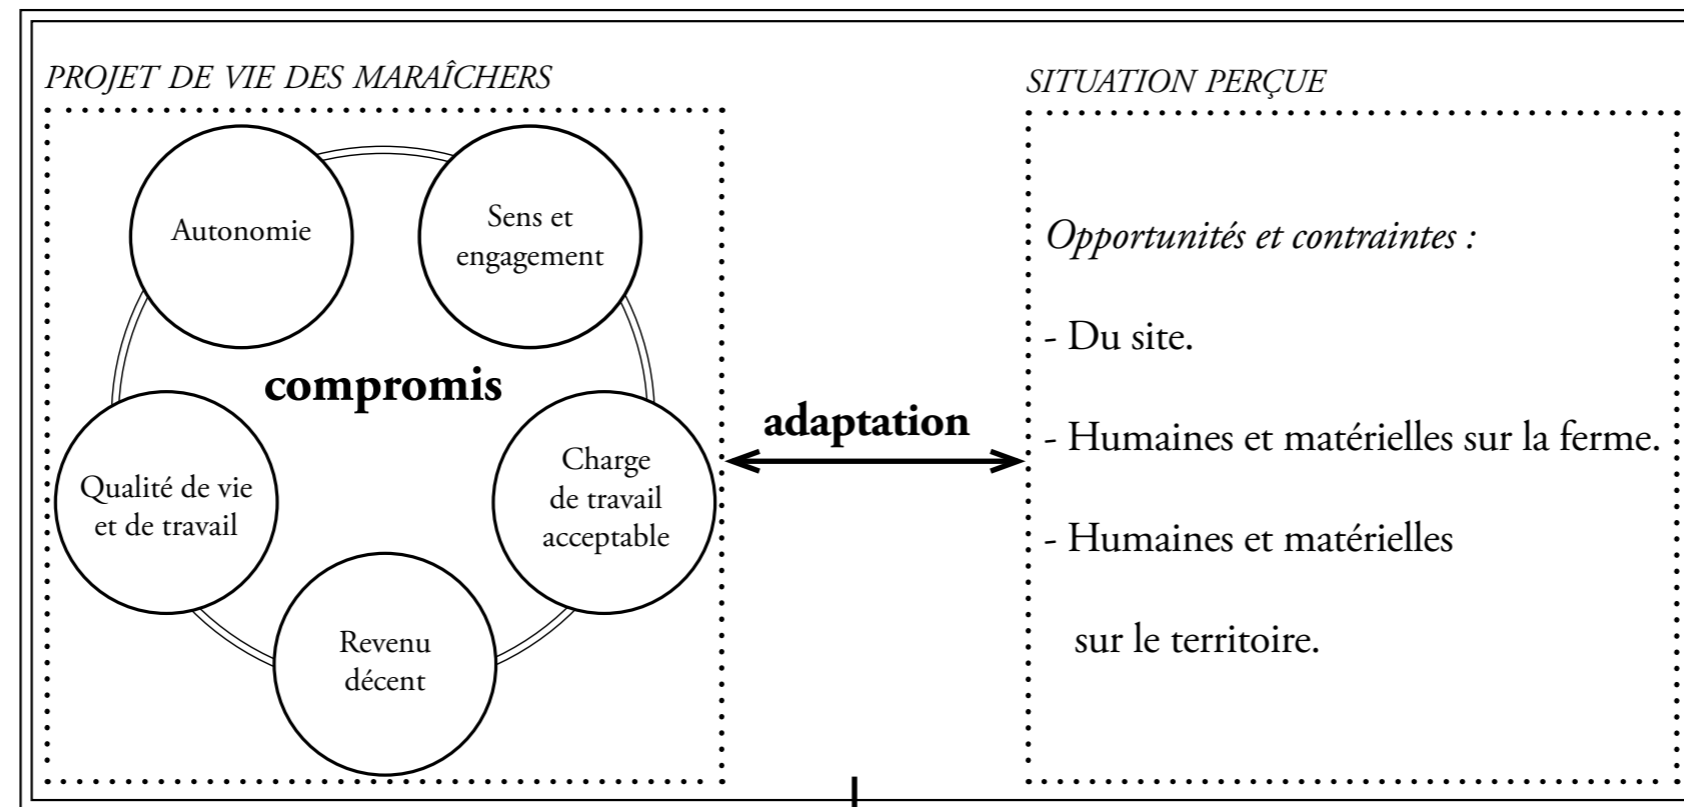 PROJET DE VIE DES MARAÎCHERS
Autonomie
Sens et
engagement
compromis
Qualité de vie
et de travail
Charge
de travail
acceptable
Revenu
décent
adaptation
SITUATION PERÇUE
Opportunités et contraintes :
- Du site.
- Humaines et matérielles sur la ferme.
- Humaines et matérielles
sur le territoire.